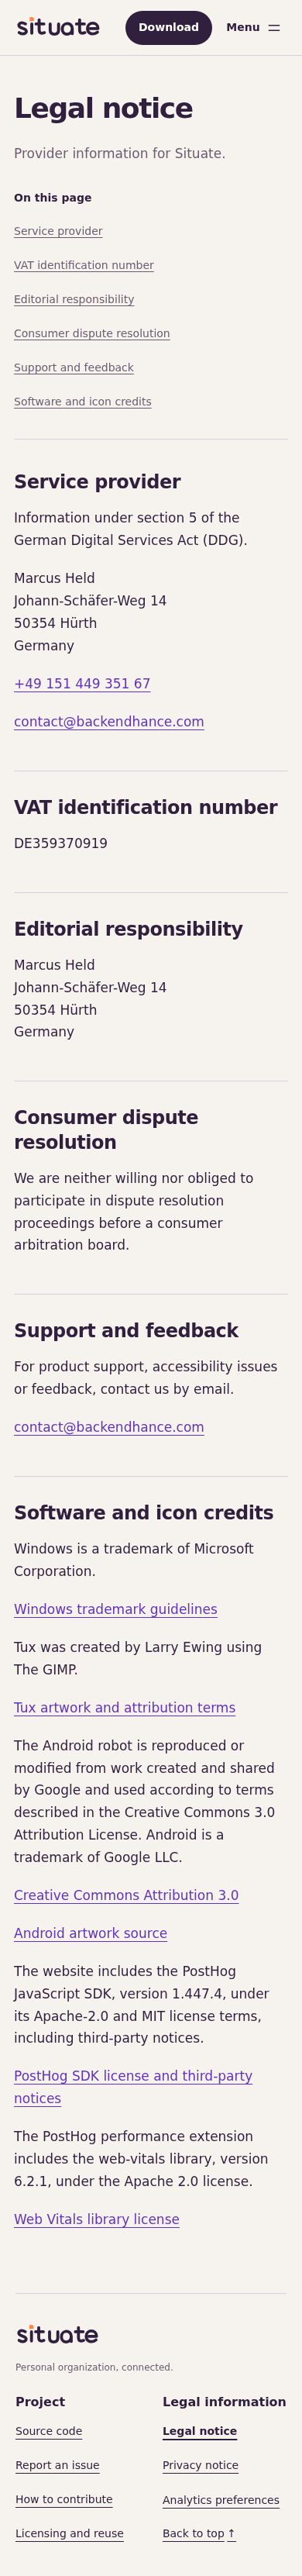 situate
Download
Menu
Legal notice
Provider information for Situate.
On this page
Service provider
VAT identification number
Editorial responsibility
Consumer dispute resolution
Support and feedback
Software and icon credits
Service provider
Information under section 5 of the
German Digital Services Act (DDG).
Marcus Held
Johann-Schäfer-Weg 14
50354 Hürth
Germany
+49 151 449 351 67
contact@backendhance.com
VAT identification number
DE359370919
Editorial responsibility
Marcus Held
Johann-Schäfer-Weg 14
50354 Hürth
Germany
Consumer dispute
resolution
We are neither willing nor obliged to
participate in dispute resolution
proceedings before a consumer
arbitration board.
Support and feedback
For product support, accessibility issues
or feedback, contact us by email.
contact@backendhance.com
Software and icon credits
Windows is a trademark of Microsoft
Corporation.
Windows trademark guidelines
Tux was created by Larry Ewing using
The GIMP.
Tux artwork and attribution terms
The Android robot is reproduced or
modified from work created and shared
by Google and used according to terms
described in the Creative Commons 3.0
Attribution License. Android is a
trademark of Google LLC.
Creative Commons Attribution 3.0
Android artwork source
The website includes the PostHog
JavaScript SDK, version 1.447.4, under
its Apache-2.0 and MIT license terms,
including third-party notices.
PostHog SDK license and third-party
notices
The PostHog performance extension
includes the web-vitals library, version
6.2.1, under the Apache 2.0 license.
Web Vitals library license
situate
Personal organization, connected.
Project
Source code
Report an issue
How to contribute
Licensing and reuse
Legal information
Legal notice
Privacy notice
Analytics preferences
Back to top ↑